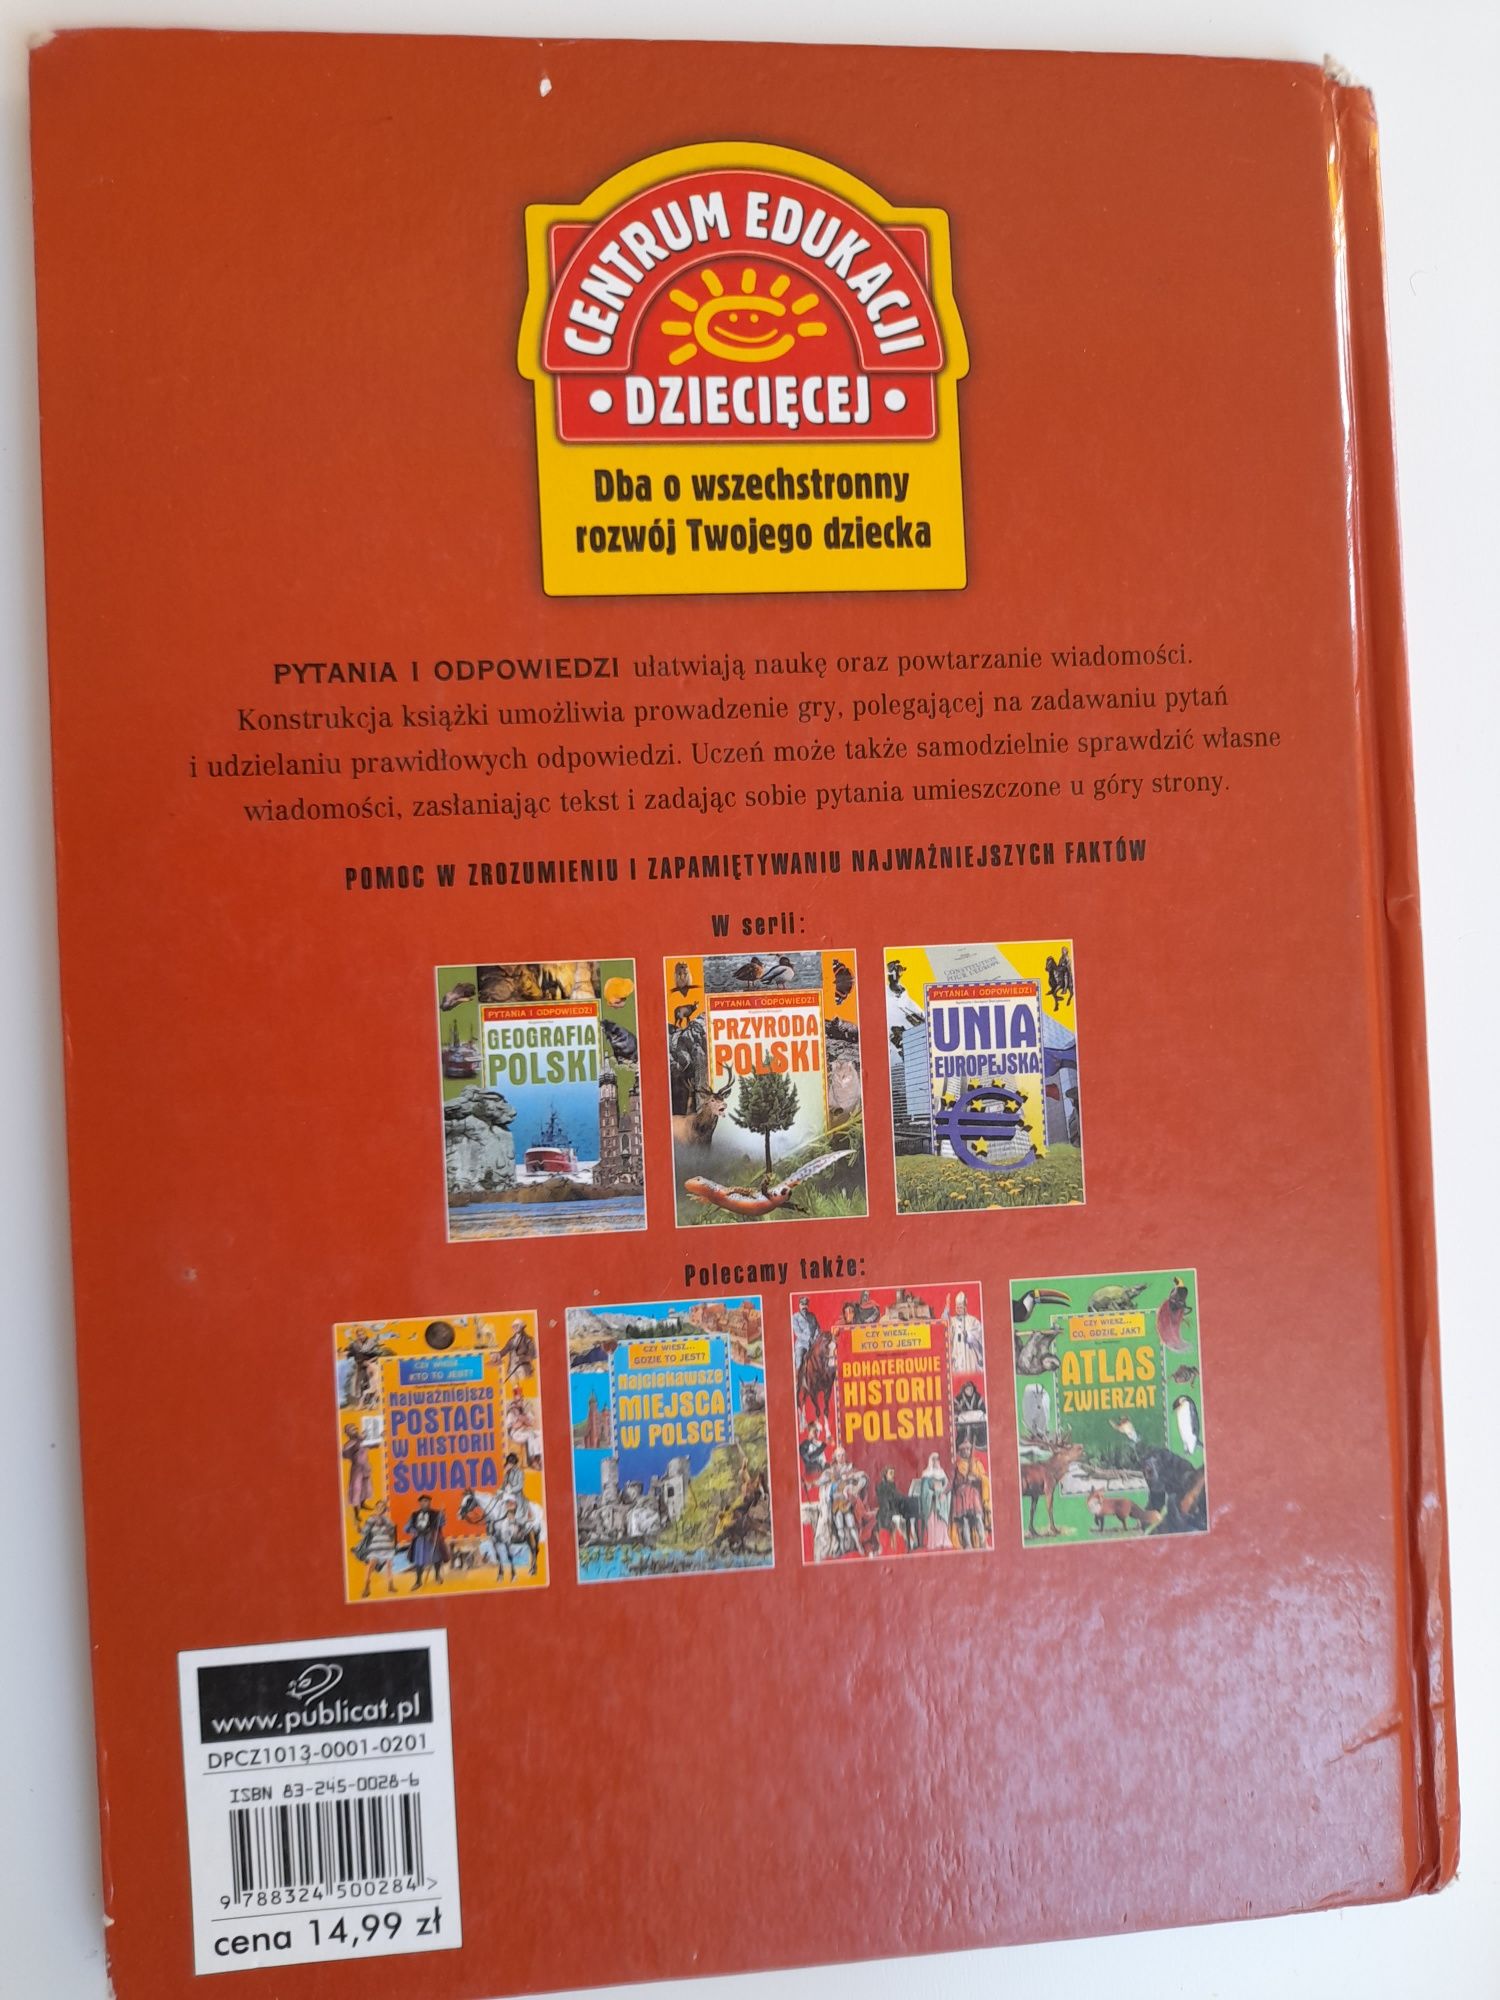 CENTRUM EDUKACJI
• DZIECIĘCEJ •
Dba o wszechstronny
rozwój Twojego dziecka
PYTANIA I ODPOWIEDZI ułatwiają naukę oraz powtarzanie wiadomości.
Konstrukcja książki umożliwia prowadzenie gry, polegającej na zadawaniu pytań
i udzielaniu prawidłowych odpowiedzi. Uczeń może także samodzielnie sprawdzić własne
wiadomości, zasłaniając tekst i zadając sobie pytania umieszczone u góry strony.
POMOC W ZROZUMIENIU I ZAPAMIĘTYWANIU NAJWAŻNIEJSZYCH FAKTÓW
W serii:
PYTANIA I ODPOWIEDZI
GEOGRAFIA
POLSKI
PYTANIA I ODPOWIEDZI
PRZYRODA
POLSKI
PYTANIA I ODPOWIEDZI
UNIA
EUROPEJSKA
Polecamy także:
CZY WIESZ...
KTO TO JEST?
Najważniejsze
POSTACI
W HISTORII
ŚWIATA
CZY WIESZ...
GDZIE TO JEST?
Najciekawsze
MIEJSCA
W POLSCE
CZY WIESZ...
KTO TO JEST?
BOHATEROWIE
HISTORII
POLSKI
CZY WIESZ...
CO, GDZIE, JAK?
ATLAS
ZWIERZĄT
www.publicat.pl
DPCZ1013-0001-0201
ISBN 83-245-0028-6
9 788324 500284 >
cena 14,99 zł